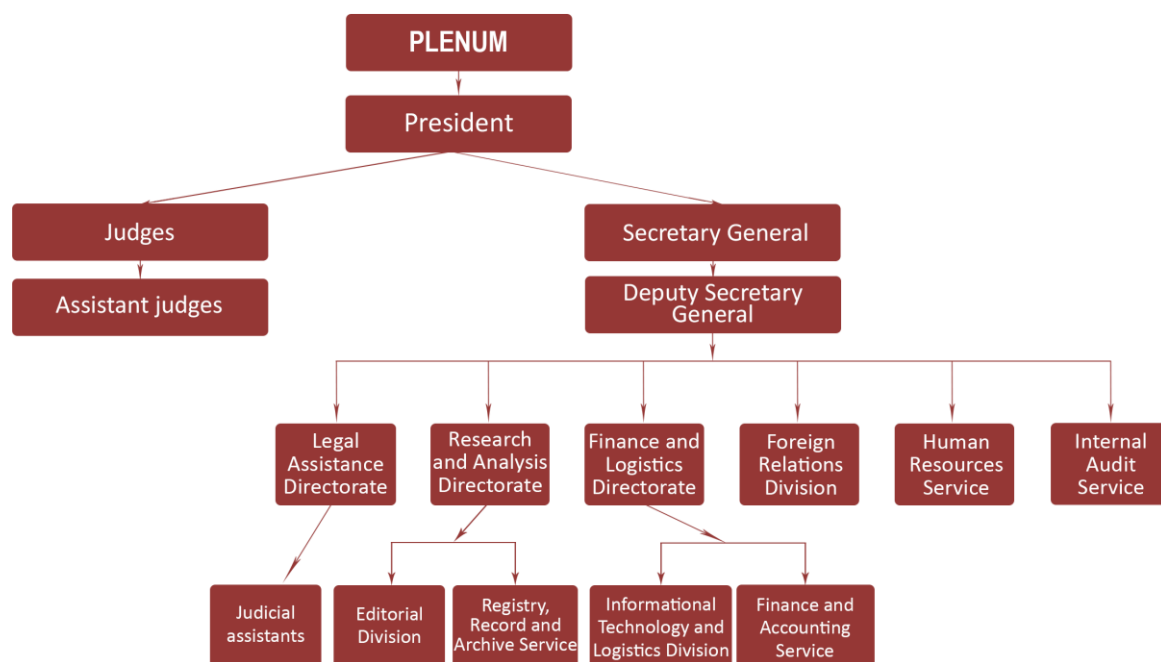 PLENUM
President
Judges
Secretary General
Assistant judges
Deputy Secretary
General
Legal
Assistance
Directorate
Research
and Analysis
Directorate
Finance and
Logistics
Directorate
Foreign
Relations
Division
Human
Resources
Service
Internal
Audit
Service
Judicial
assistants
Editorial
Division
Registry,
Record and
Archive Service
Informational
Technology and
Logistics Division
Finance and
Accounting
Service